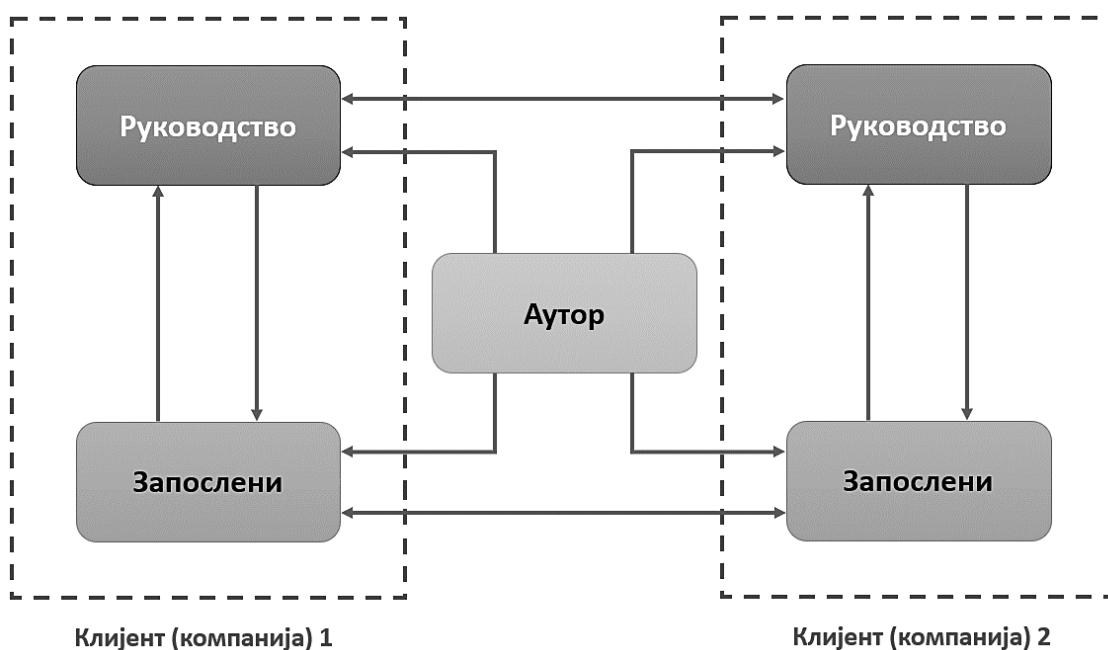 Руководство
Руководство
Аутор
Запослени
Запослени
Клијент (компанија) 1
Клијент (компанија) 2